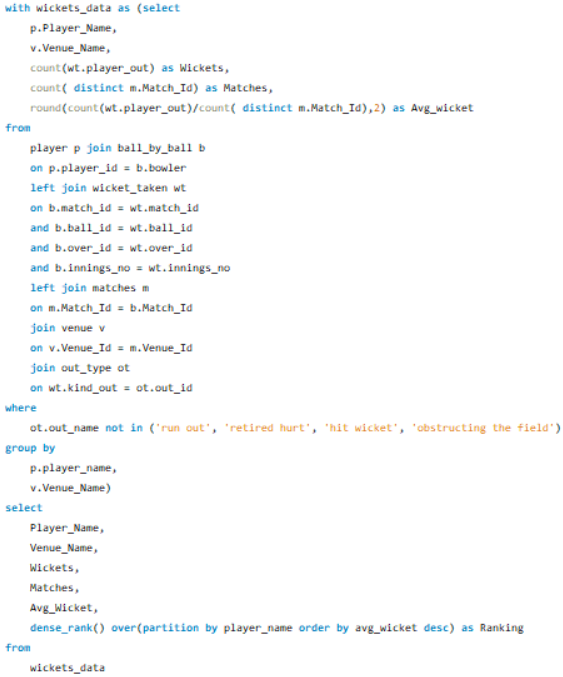 with wickets_data as (select
p.Player_Name,
v.Venue_Name,
count(wt.player_out) as Wickets,
count( distinct m.Match_Id) as Matches,
round(count(wt.player_out)/count( distinct m.Match_Id),2) as Avg_wicket
from
player p join ball_by_ball b
on p.player_id = b.bowler
left join wicket_taken wt
on b.match_id = wt.match_id
and b.ball_id = wt.ball_id
and b.over_id = wt.over_id
and b.innings_no = wt.innings_no
left join matches m
on m.Match_Id = b.Match_Id
join venue v
on v.Venue_Id = m.Venue_Id
join out_type ot
on wt.kind_out = ot.out_id
where
ot.out_name not in ('run out', 'retired hurt', 'hit wicket', 'obstructing the field')
group by
p.player_name,
v.Venue_Name)
select
Player_Name,
Venue_Name,
Wickets,
Matches,
Avg_Wicket,
dense_rank() over(partition by player_name order by avg_wicket desc) as Ranking
from
wickets_data